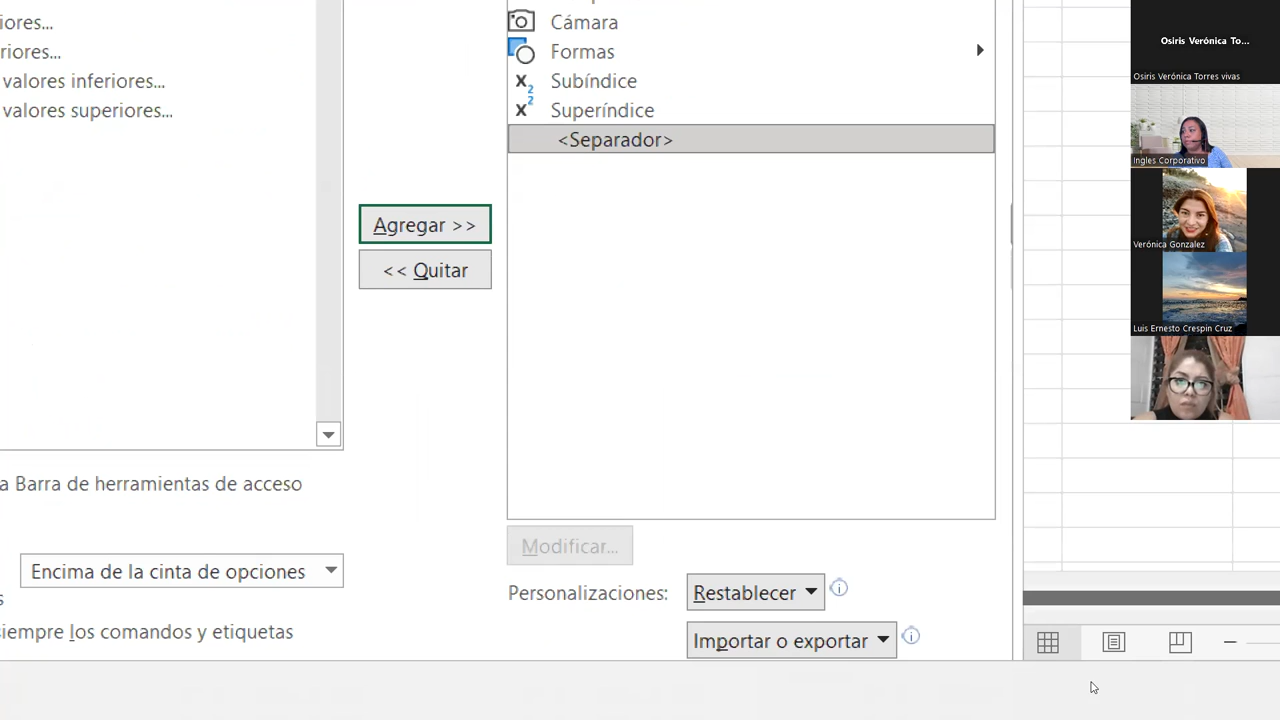 iores...
eriores...
valores inferiores...
valores superiores...
Agregar >>
<< Quitar
Cámara
Formas
Subíndice
Superíndice
<Separador>
a Barra de herramientas de acceso
Encima de la cinta de opciones
s
siempre los comandos y etiquetas
Modificar...
Personalizaciones:
Restablecer
Importar o exportar
Osiris Verónica To...
Osiris Verónica Torres vivas
Ingles Corporativo
Verónica Gonzalez
Luis Ernesto Crespin Cruz